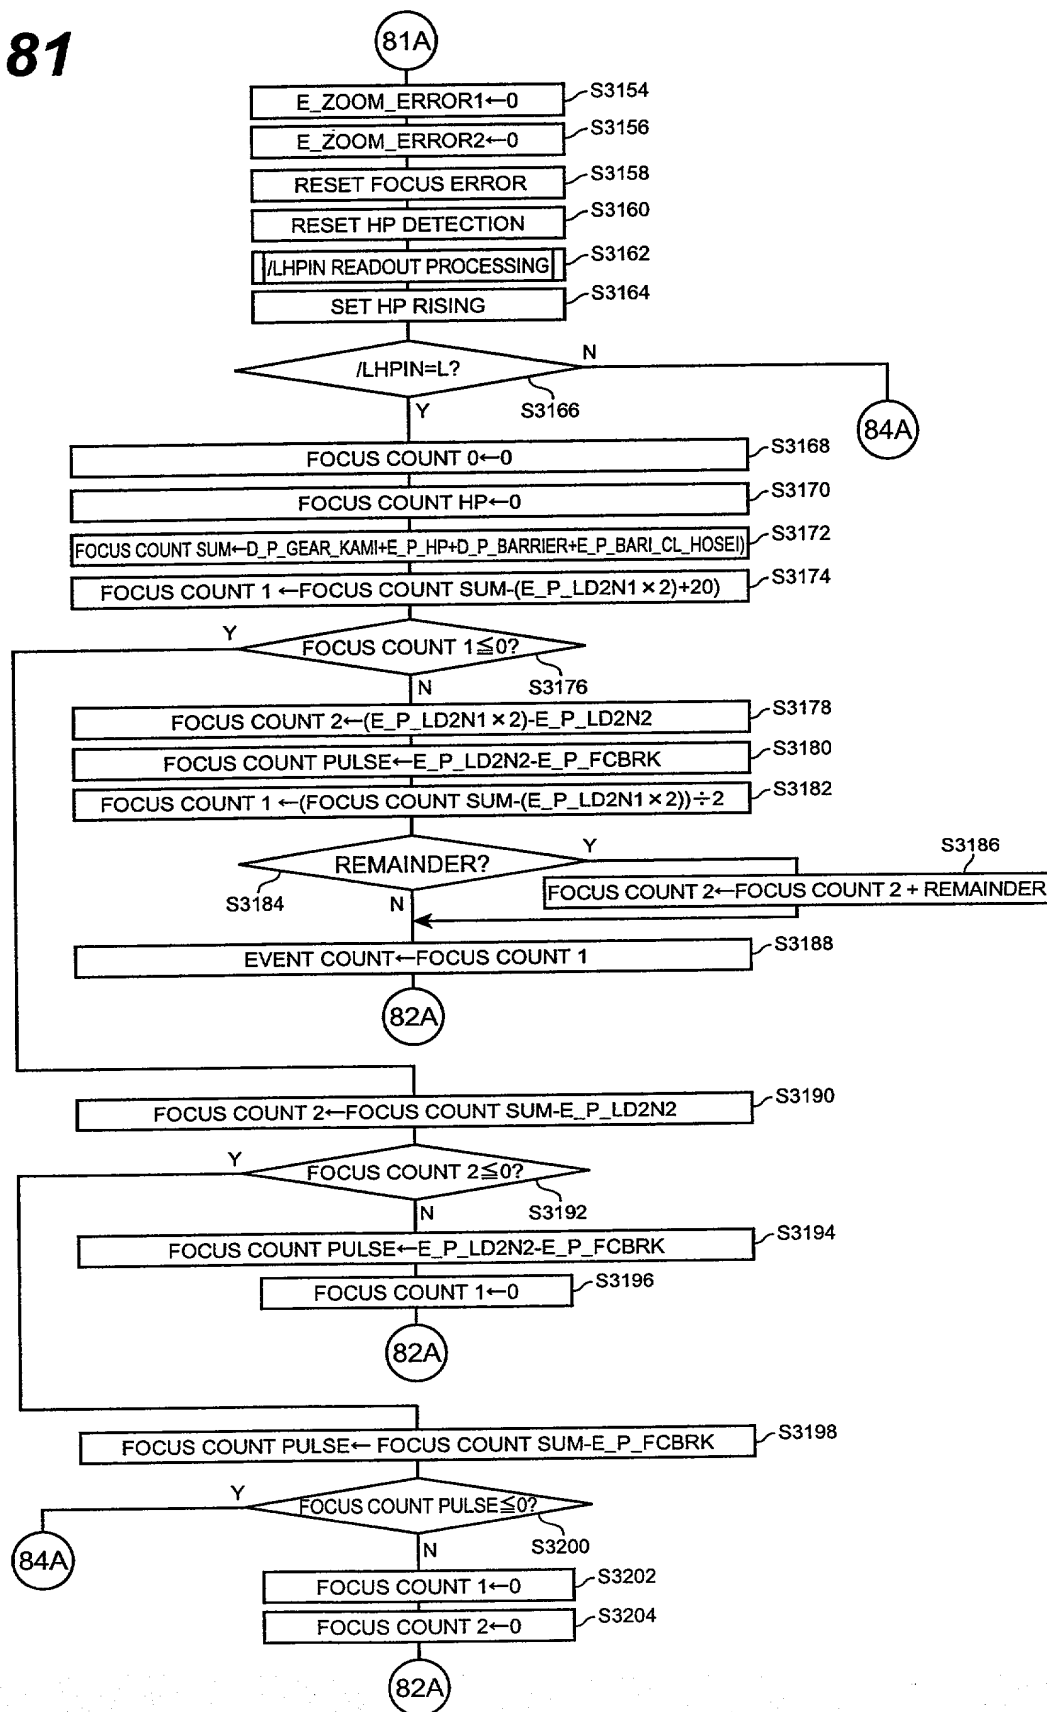 81
81A
E_ZOOM_ERROR1←0
S3154
E_ZOOM_ERROR2←0
S3156
RESET FOCUS ERROR
S3158
RESET HP DETECTION
S3160
/LHPIN READOUT PROCESSING
S3162
SET HP RISING
S3164
/LHPIN=L?
N
S3166
Y
84A
FOCUS COUNT 0←0
S3168
FOCUS COUNT HP←0
S3170
FOCUS COUNT SUM←D_P_GEAR_KAMI+E_P_HP+D_P_BARRIER+E_P_BARI_CL_HOSEI)
S3172
FOCUS COUNT 1 ←FOCUS COUNT SUM-(E_P_LD2N1×2)+20)
S3174
Y
FOCUS COUNT 1≦0?
S3176
N
FOCUS COUNT 2←(E_P_LD2N1×2)-E_P_LD2N2
S3178
FOCUS COUNT PULSE←E_P_LD2N2-E_P_FCBRK
S3180
FOCUS COUNT 1 ←(FOCUS COUNT SUM-(E_P_LD2N1×2))÷2
S3182
REMAINDER?
Y
S3184
N
S3186
FOCUS COUNT 2←FOCUS COUNT 2 + REMAINDER
EVENT COUNT←FOCUS COUNT 1
S3188
82A
FOCUS COUNT 2←FOCUS COUNT SUM-E_P_LD2N2
S3190
Y
FOCUS COUNT 2≦0?
S3192
N
FOCUS COUNT PULSE←E_P_LD2N2-E_P_FCBRK
S3194
FOCUS COUNT 1←0
S3196
82A
FOCUS COUNT PULSE← FOCUS COUNT SUM-E_P_FCBRK
S3198
Y
FOCUS COUNT PULSE≦0?
S3200
84A
N
FOCUS COUNT 1←0
S3202
FOCUS COUNT 2←0
S3204
82A